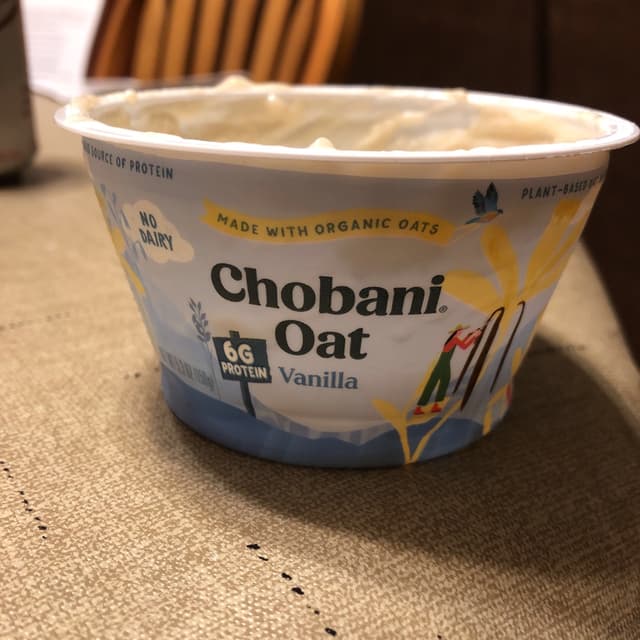 SOURCE OF PROTEIN
PLANT-BASED
NO
DAIRY
MADE WITH ORGANIC OATS
Chobani®
Oat
6G
PROTEIN
Vanilla